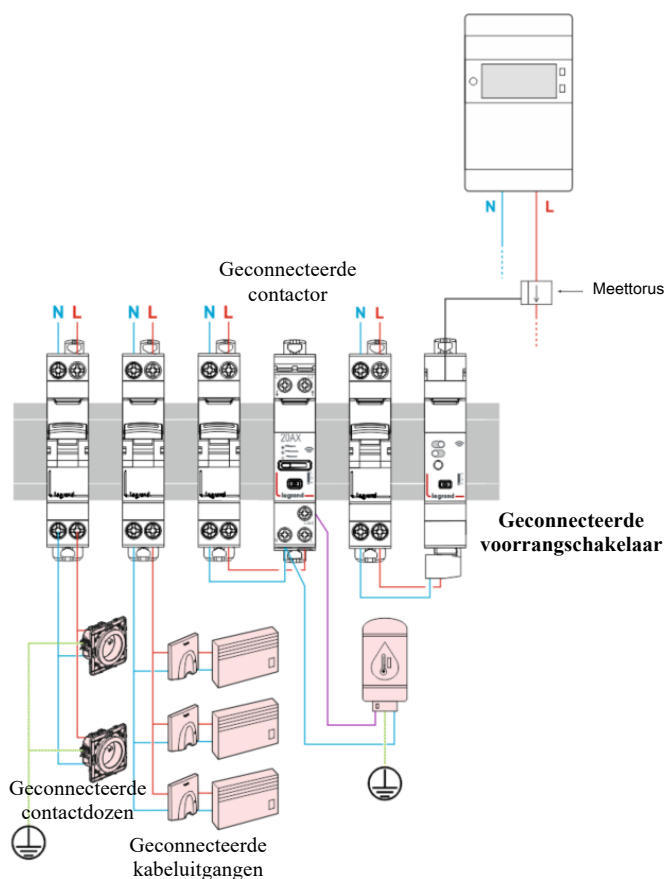 N L
Geconnecteerde
contactor
Meettorus
N L
N L
N L
N L
20AX
legrand
legrand
legrand
legrand
legrand
legrand
Geconnecteerde
voorrangschakelaar
Geconnecteerde
contactdozen
Geconnecteerde
kabeluitgangen